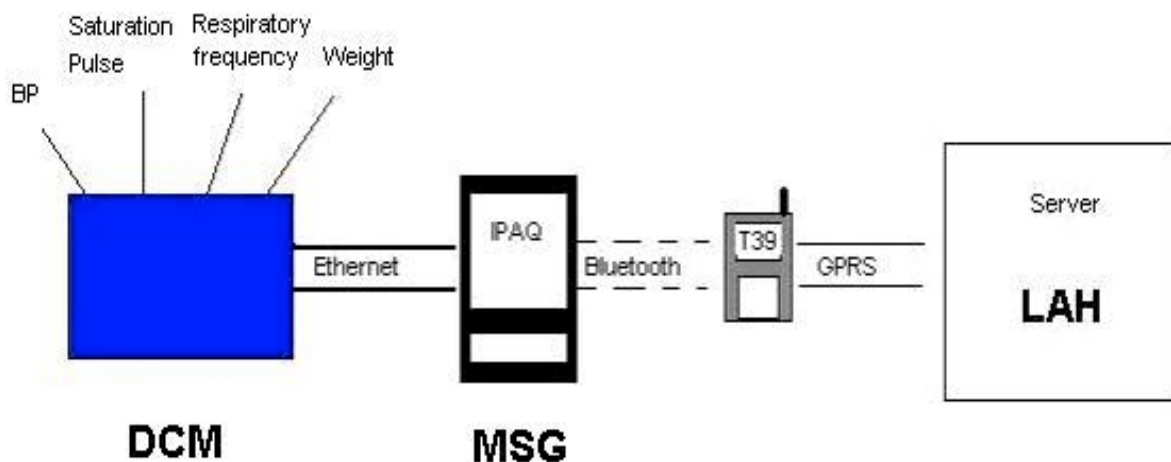 Saturation
Pulse
Respiratory
frequency
Weight
BP
Ethernet
IPAQ
Bluetooth
T39
GPRS
Server
LAH
DCM
MSG